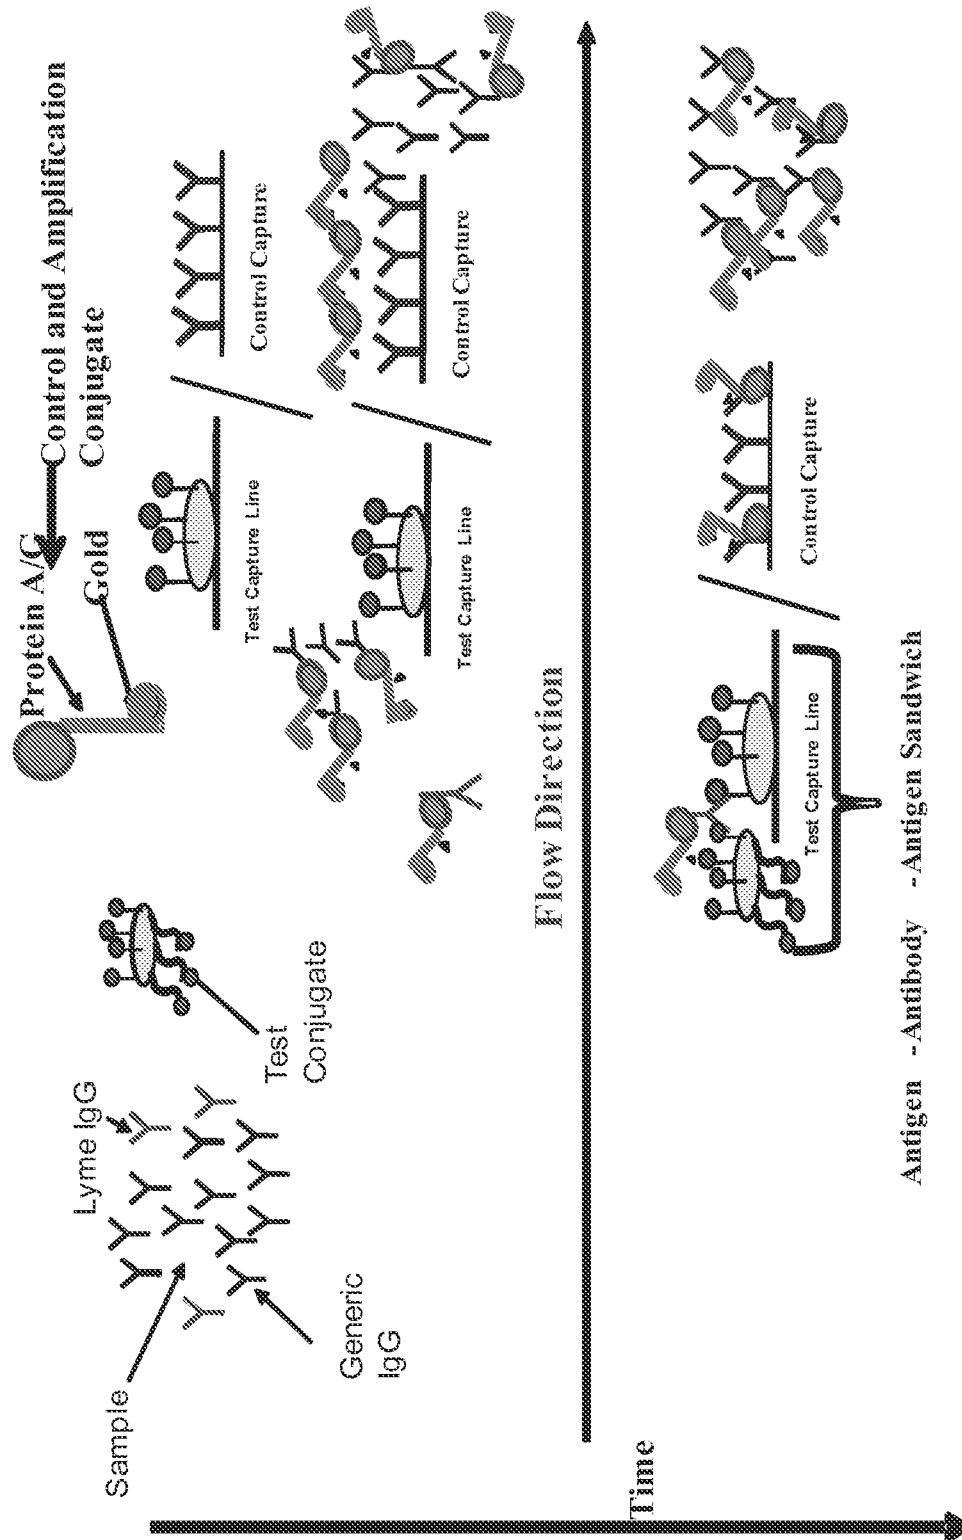 Protein A/C
Gold
Control and Amplification
Conjugate
Lyme IgG
Sample
Generic
IgG
Test
Conjugate
Test Capture Line
Control Capture
Test Capture Line
Control Capture
Flow Direction
Time
Test Capture Line
Control Capture
Antigen -Antibody -Antigen Sandwich